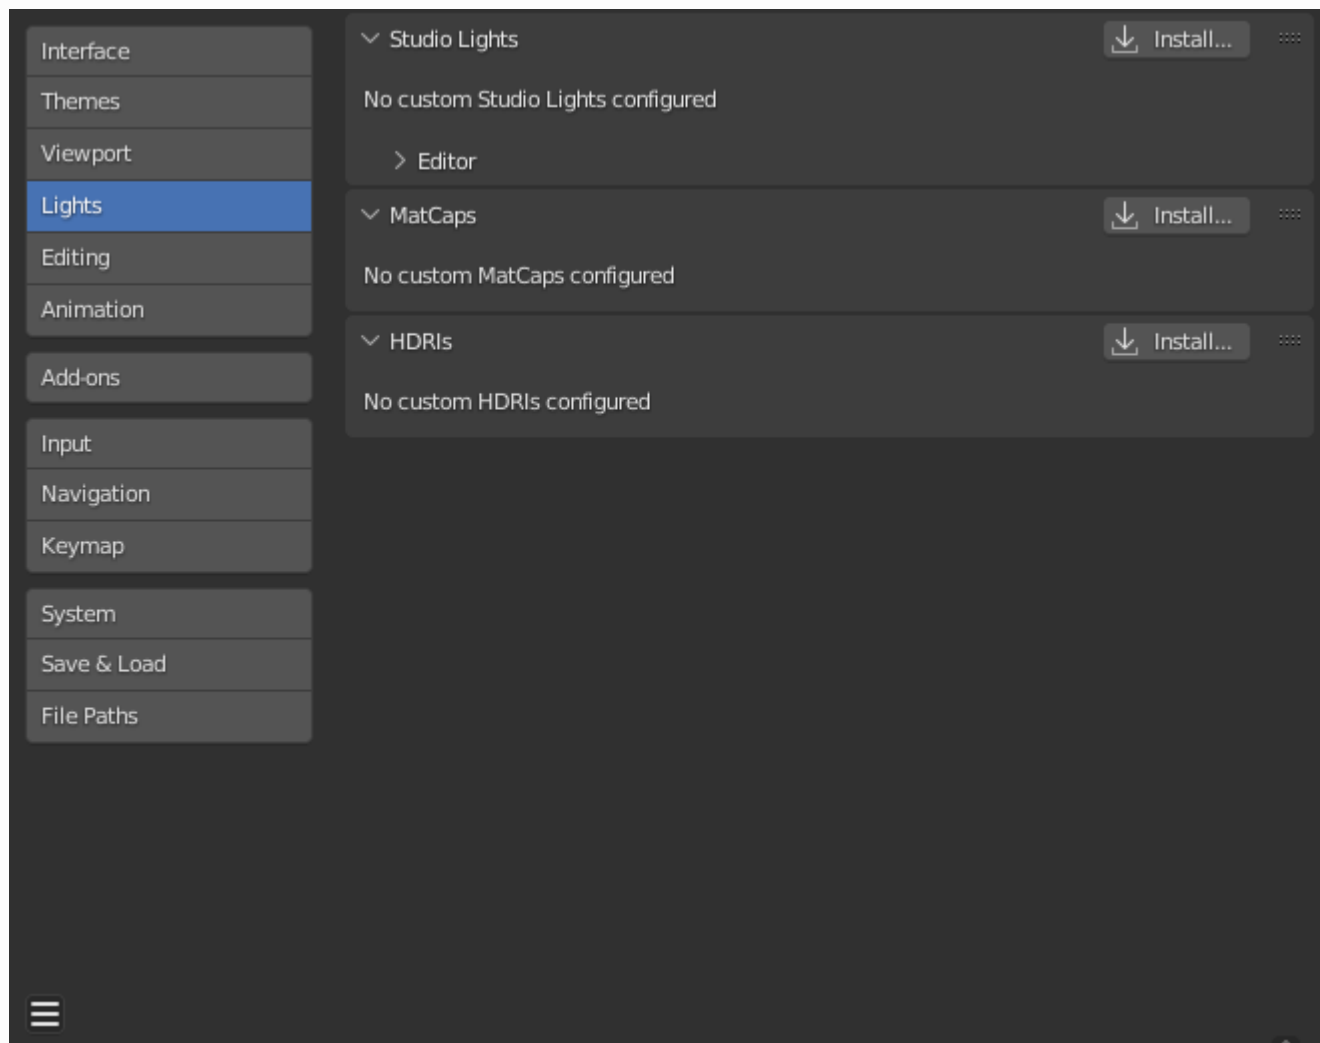 Interface
Themes
Viewport
Lights
Editing
Animation
Add-ons
Input
Navigation
Keymap
System
Save & Load
File Paths
Studio Lights
Install...
No custom Studio Lights configured
Editor
MatCaps
Install...
No custom MatCaps configured
HDRIs
Install...
No custom HDRIs configured